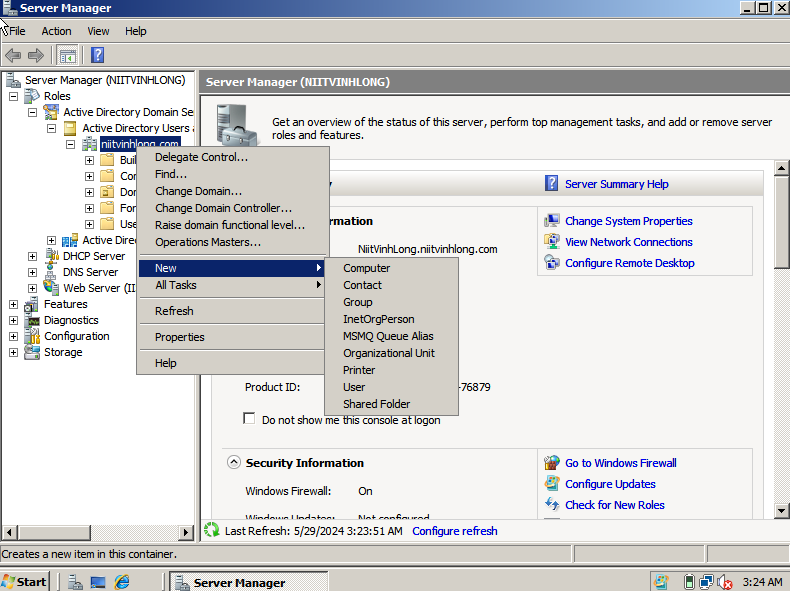 Server Manager
File Action View Help
Server Manager (NIITVINHLONG)
Roles
Active Directory Domain Se
Active Directory Users
niitvinhlong.com
Active Direc
DHCP Server
DNS Server
Web Server (II
Features
Diagnostics
Configuration
Storage
Delegate Control...
Find...
Change Domain...
Change Domain Controller...
Raise domain functional level...
Operations Masters...
New
All Tasks
Refresh
Properties
Help
Computer
Contact
Group
InetOrgPerson
MSMQ Queue Alias
Organizational Unit
Printer
User
Shared Folder
Server Manager (NIITVINHLONG)
Get an overview of the status of this server, perform top management tasks, and add or remove server
roles and features.
Server Summary Help
rmation
NiitVinhLong.niitvinhlong.com
Change System Properties
View Network Connections
Configure Remote Desktop
Product ID: -76879
Do not show me this console at logon
Security Information
Windows Firewall: On
Windows Updates: Not configured
Go to Windows Firewall
Configure Updates
Check for New Roles
Last Refresh: 5/29/2024 3:23:51 AM Configure refresh
Creates a new item in this container.
Start
Server Manager
3:24 AM